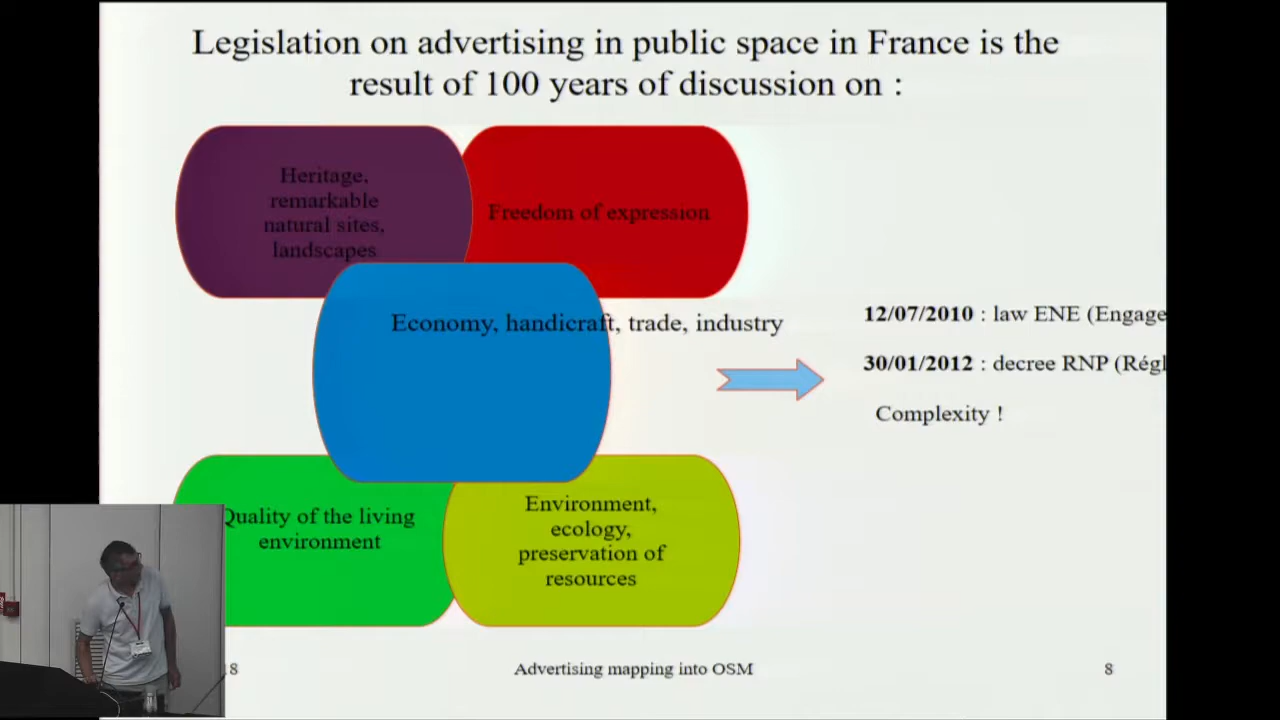 Legislation on advertising in public space in France is the
result of 100 years of discussion on :
Heritage,
remarkable
natural sites,
landscapes
Freedom of expression
Economy, handicraft, trade, industry
12/07/2010 : law ENE (Engage
30/01/2012 : decree RNP (Régl
Complexity !
Quality of the living
environment
Environment,
ecology,
preservation of
resources
18
Advertising mapping into OSM
8